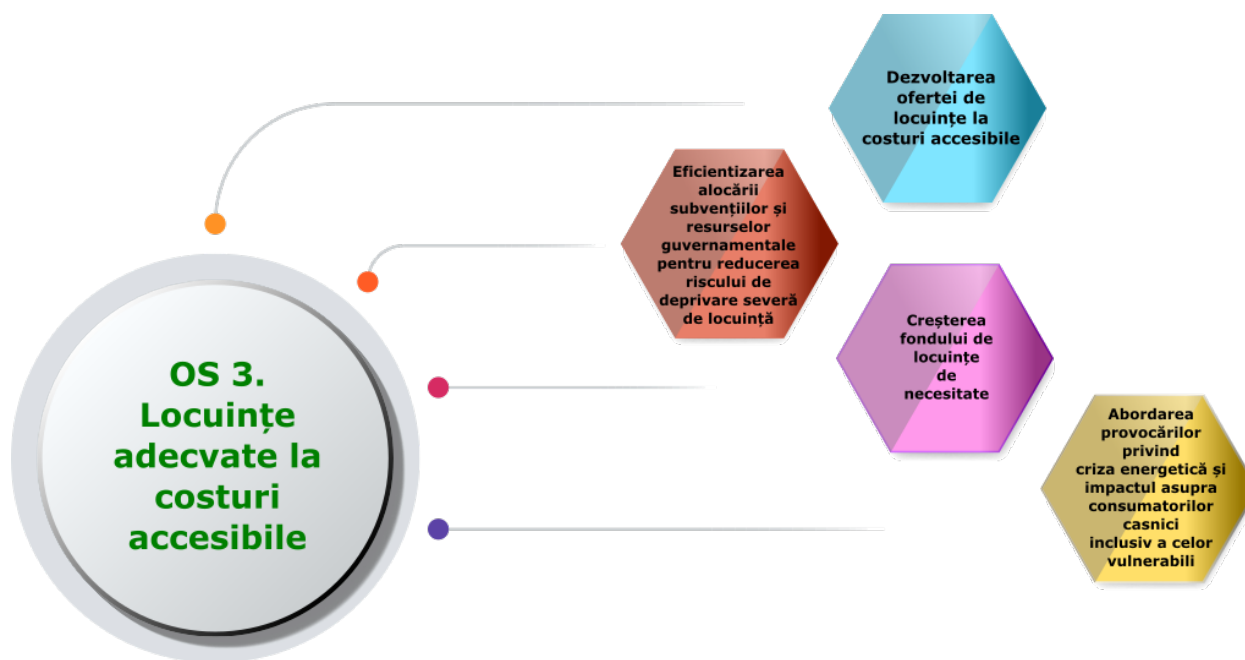 Dezvoltarea
ofertei de
locuințe la
costuri accesibile
Eficientizarea
alocării
subvențiilor și
resurselor
guvernamentale
pentru reducerea
riscului de
deprivare severă
de locuință
Creșterea
fondului de
locuințe
de
necesitate
Abordarea
provocărilor
privind
criza energetică și
impactul asupra
consumatorilor
casnici
inclusiv a celor
vulnerabili
OS 3.
Locuințe
adecvate la
costuri
accesibile